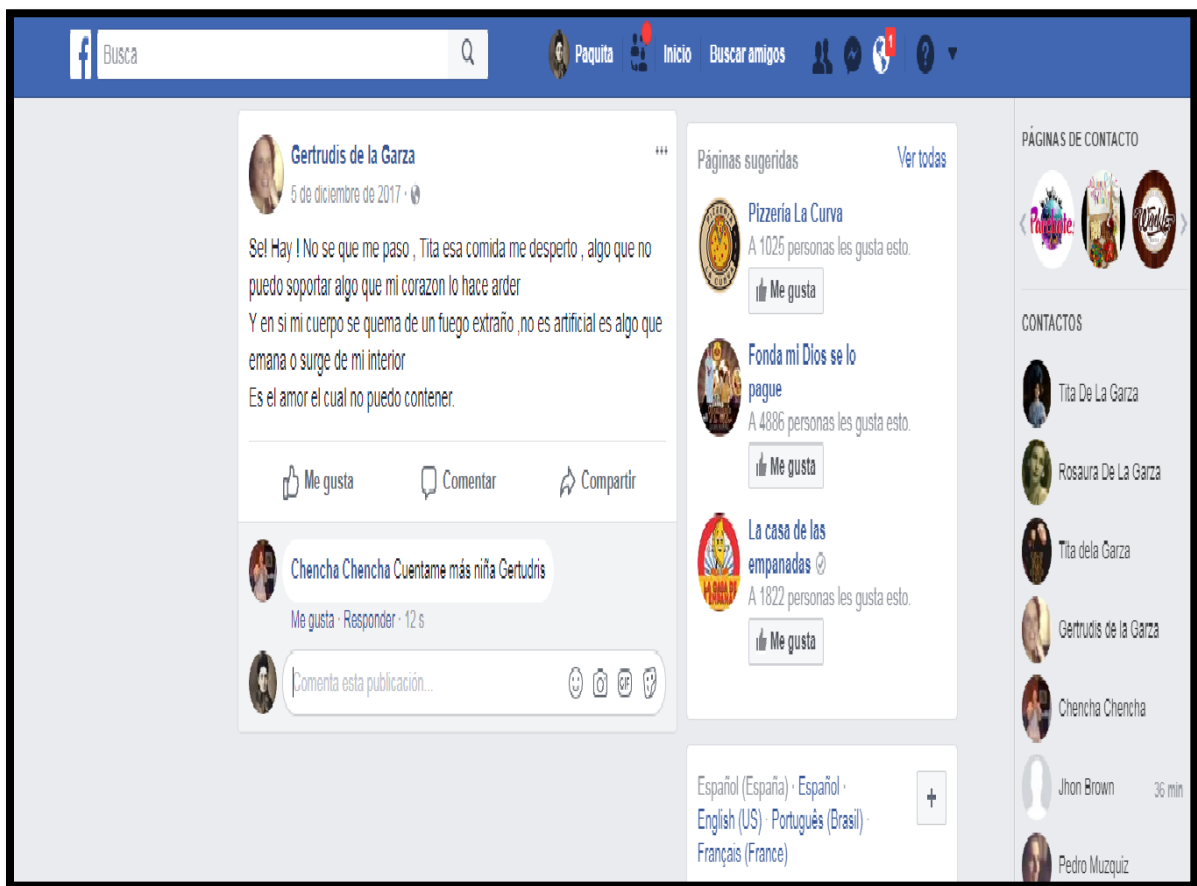 Busca
Paquita
Inicio
Buscar amigos
1
Gertrudis de la Garza
5 de diciembre de 2017 ·
Se! Hay ! No se que me paso , Tita esa comida me desperto , algo que no
puedo soportar algo que mi corazon lo hace arder
Y en si mi cuerpo se quema de un fuego extraño ,no es artificial es algo que
emana o surge de mi interior
Es el amor el cual no puedo contener.
Me gusta
Comentar
Compartir
Chencha Chencha Cuentame más niña Gertudris
Me gusta · Responder · 12 s
Comenta esta publicación...
GIF
Páginas sugeridas
Ver todas
PIZZERÍA
LA CURVA
Pizzería La Curva
A 1025 personas les gusta esto.
Me gusta
Fonda mi Dios se lo
pague
A 4886 personas les gusta esto.
Me gusta
La casa de las
empanadas
A 1822 personas les gusta esto.
Me gusta
Español (España) · Español ·
English (US) · Português (Brasil) ·
Français (France)
+
PÁGINAS DE CONTACTO
CONTACTOS
Tita De La Garza
Rosaura De La Garza
Tita dela Garza
Gertrudis de la Garza
Chencha Chencha
Jhon Brown
36 min
Pedro Muzquiz